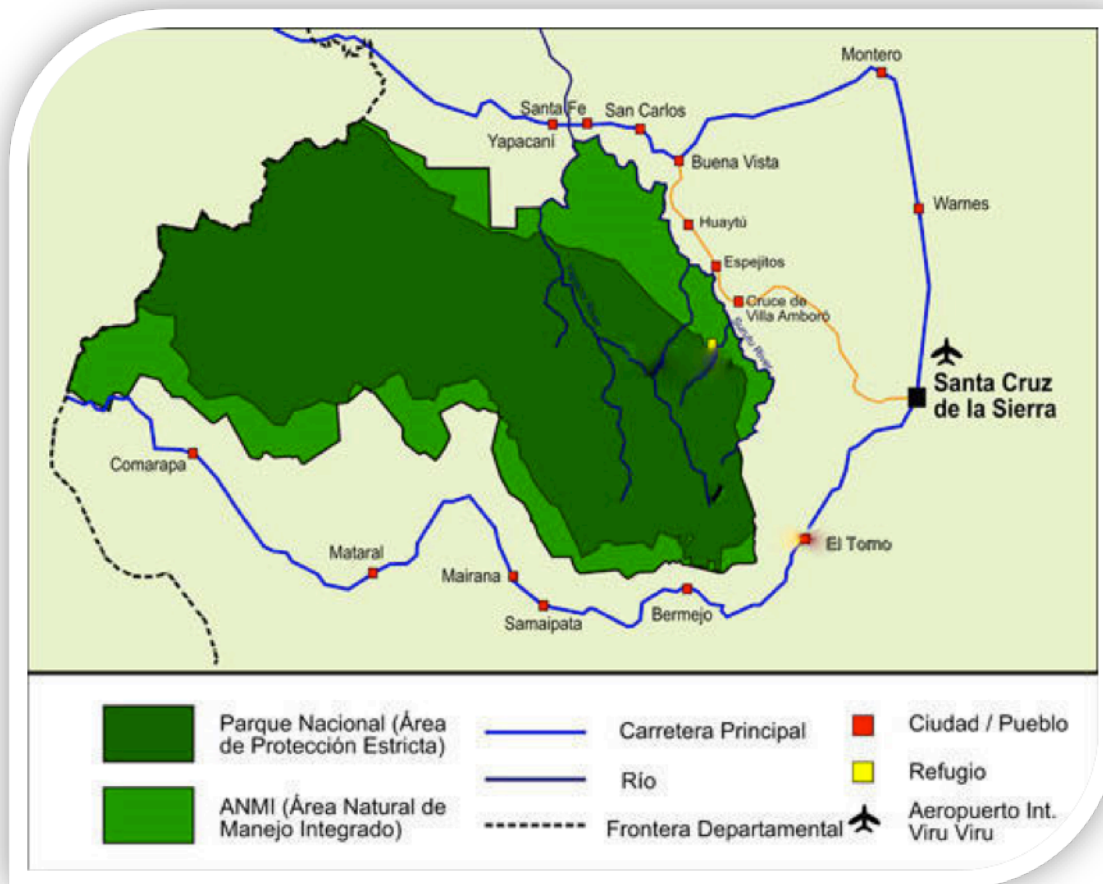 Montero
Santa Fe
San Carlos
Yapacaní
Buena Vista
Warnes
Huaytú
Espejitos
Cruce de
Villa Amboró
Surutu River
Santa Cruz
de la Sierra
Comarapa
El Torno
Mataral
Mairana
Samaipata
Bermejo
Parque Nacional (Área
de Protección Estricta)
Carretera Principal
Ciudad / Pueblo
Río
Refugio
ANMI (Área Natural de
Manejo Integrado)
Frontera Departamental
Aeropuerto Int.
Viru Viru